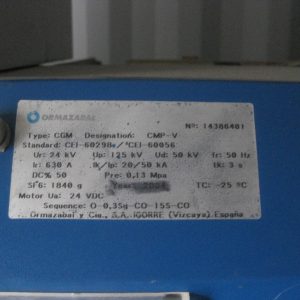 ORMAZABAL
Nº: 14386401
Type: CGM Designation: CMP-V
Standard: CEI-60298 / CEI-60056
Ur: 24 kV Up: 125 kV Ud: 50 kV fr: 50 Hz
Ir: 630 A Ik/Ip: 20/50 kA tk: 3 s
DC% 50 Pre: 0,13 Mpa
SF6: 1840 g Year: TC: -25 ºC
Motor Ua: 24 VDC
Sequence: O-0,3Sg-CO-15S-CO
Ormazabal y Cia., S.A. IGORRE (Vizcaya).España